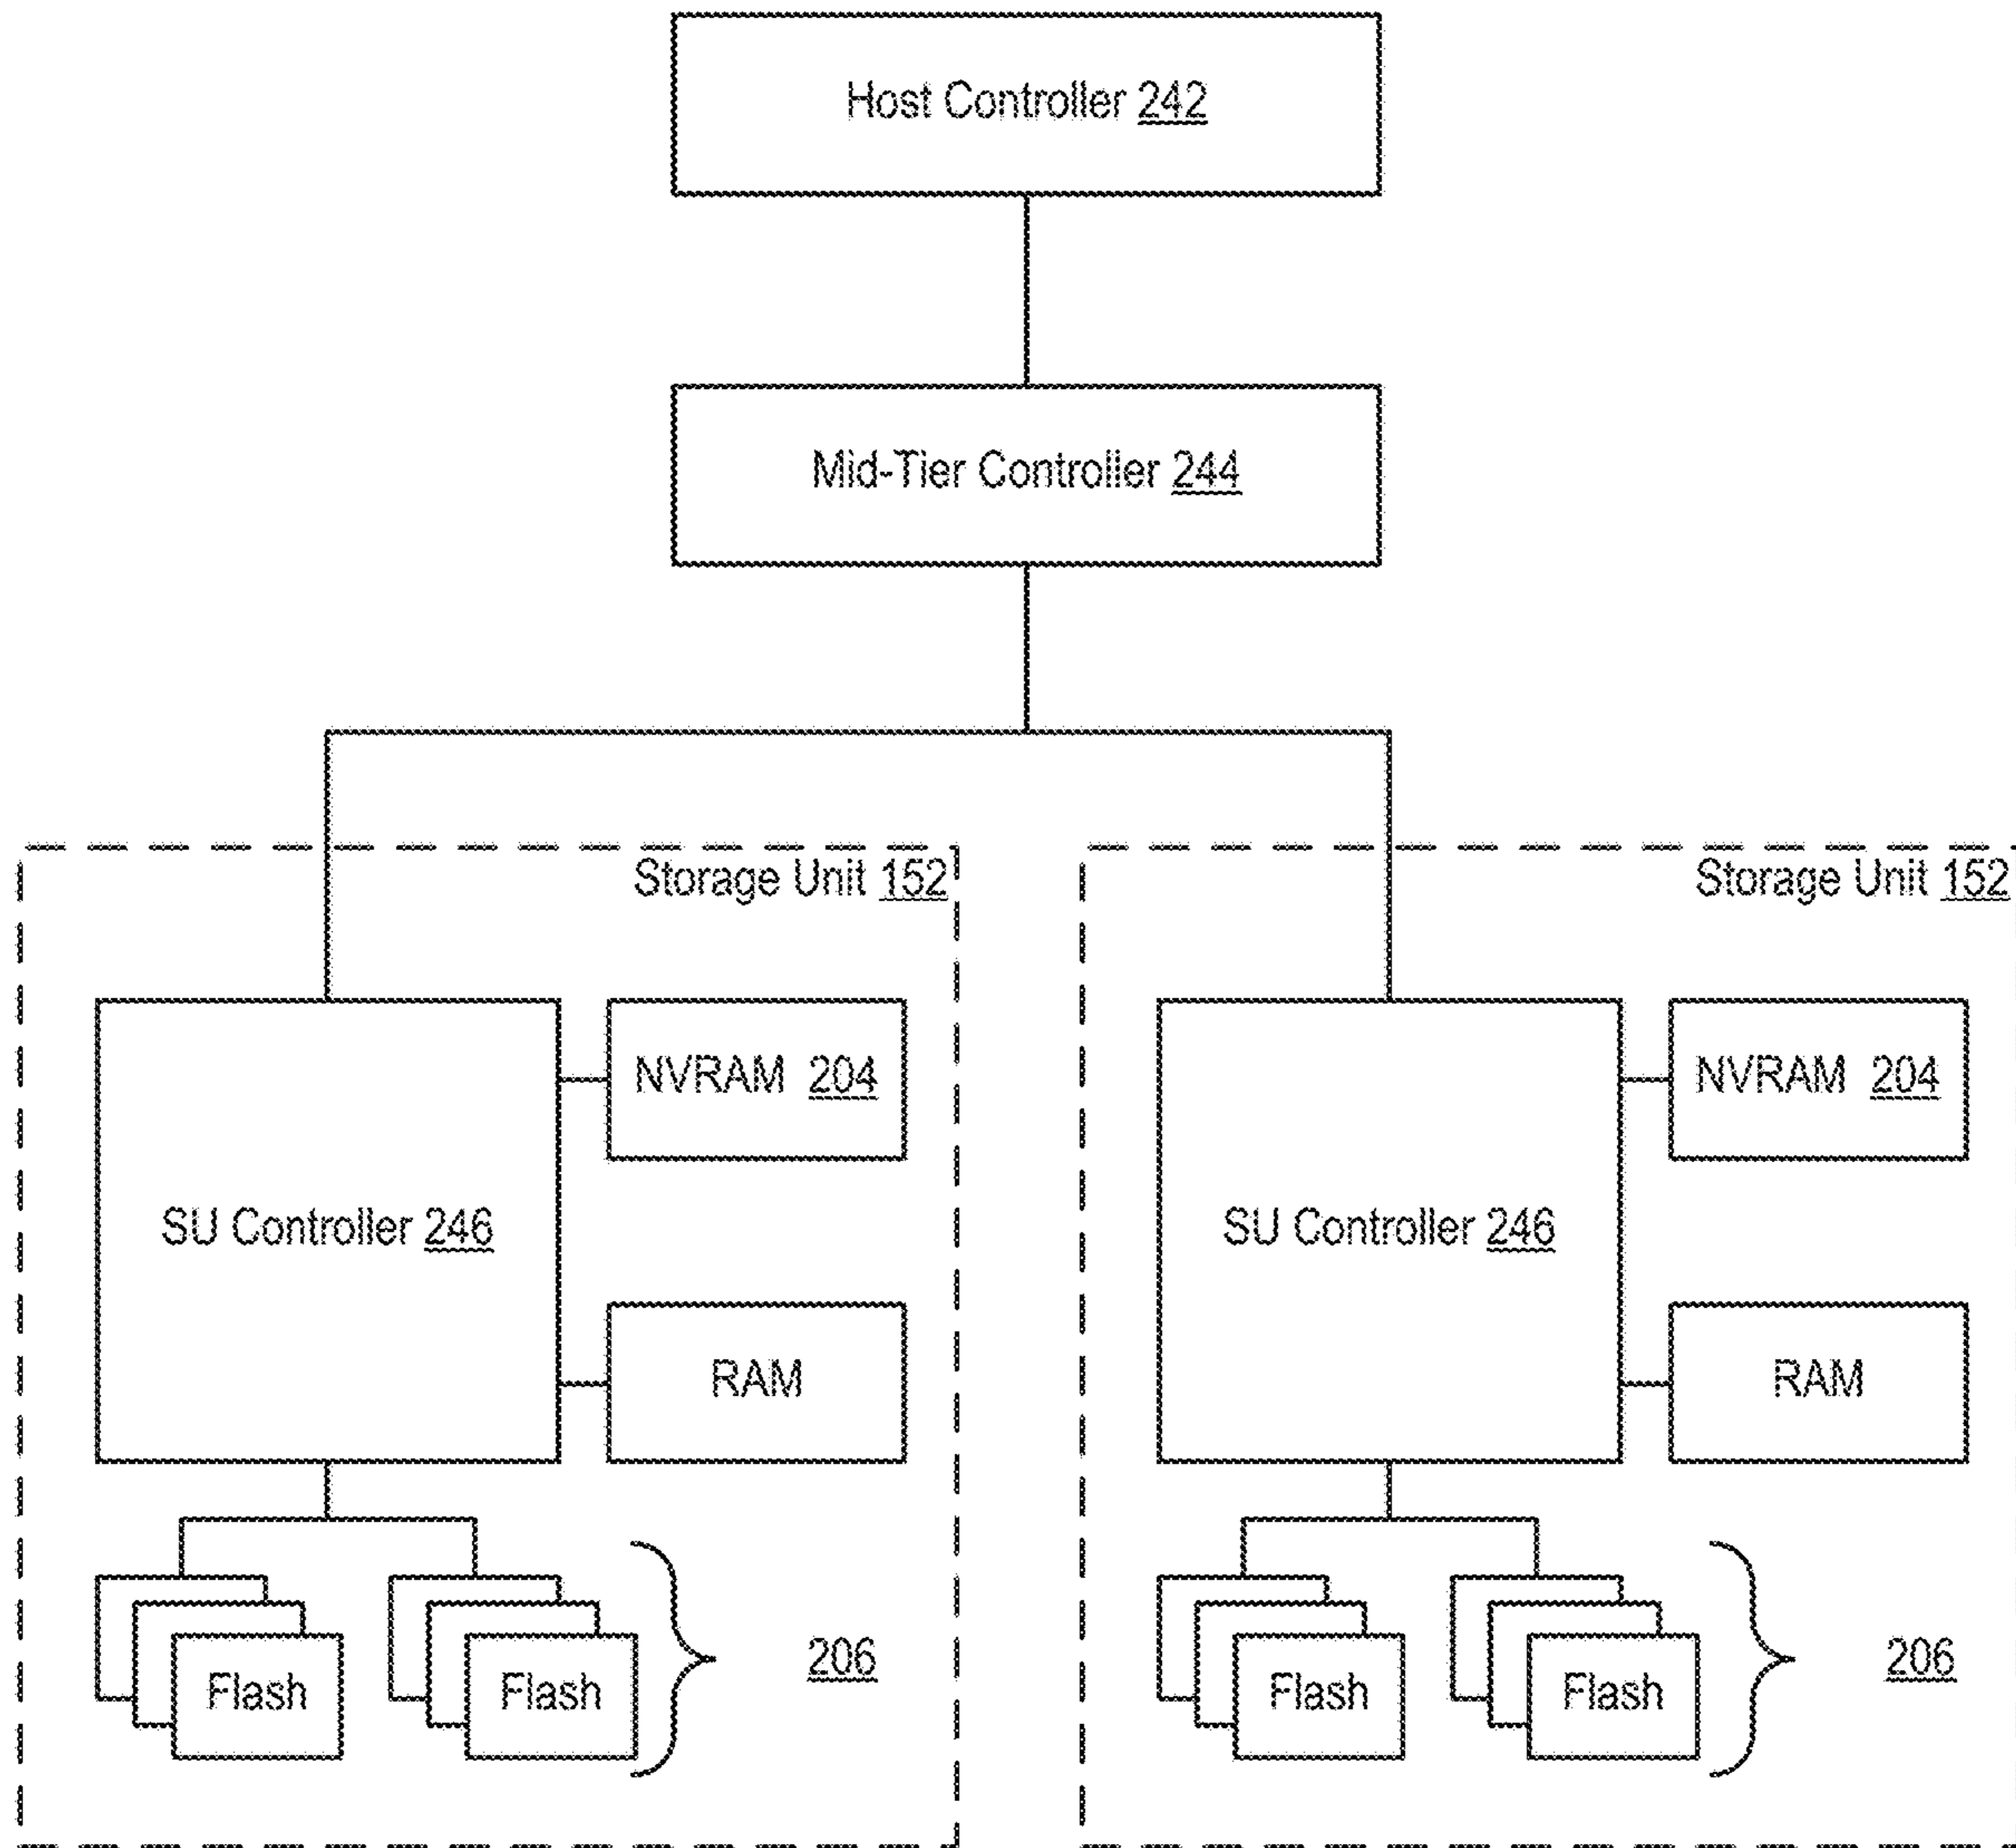 Host Controller 242
Mid-Tier Controller 244
Storage Unit 152
Storage Unit 152
NVRAM 204
NVRAM 204
SU Controller 246
SU Controller 246
RAM
RAM
206
206
Flash
Flash
Flash
Flash